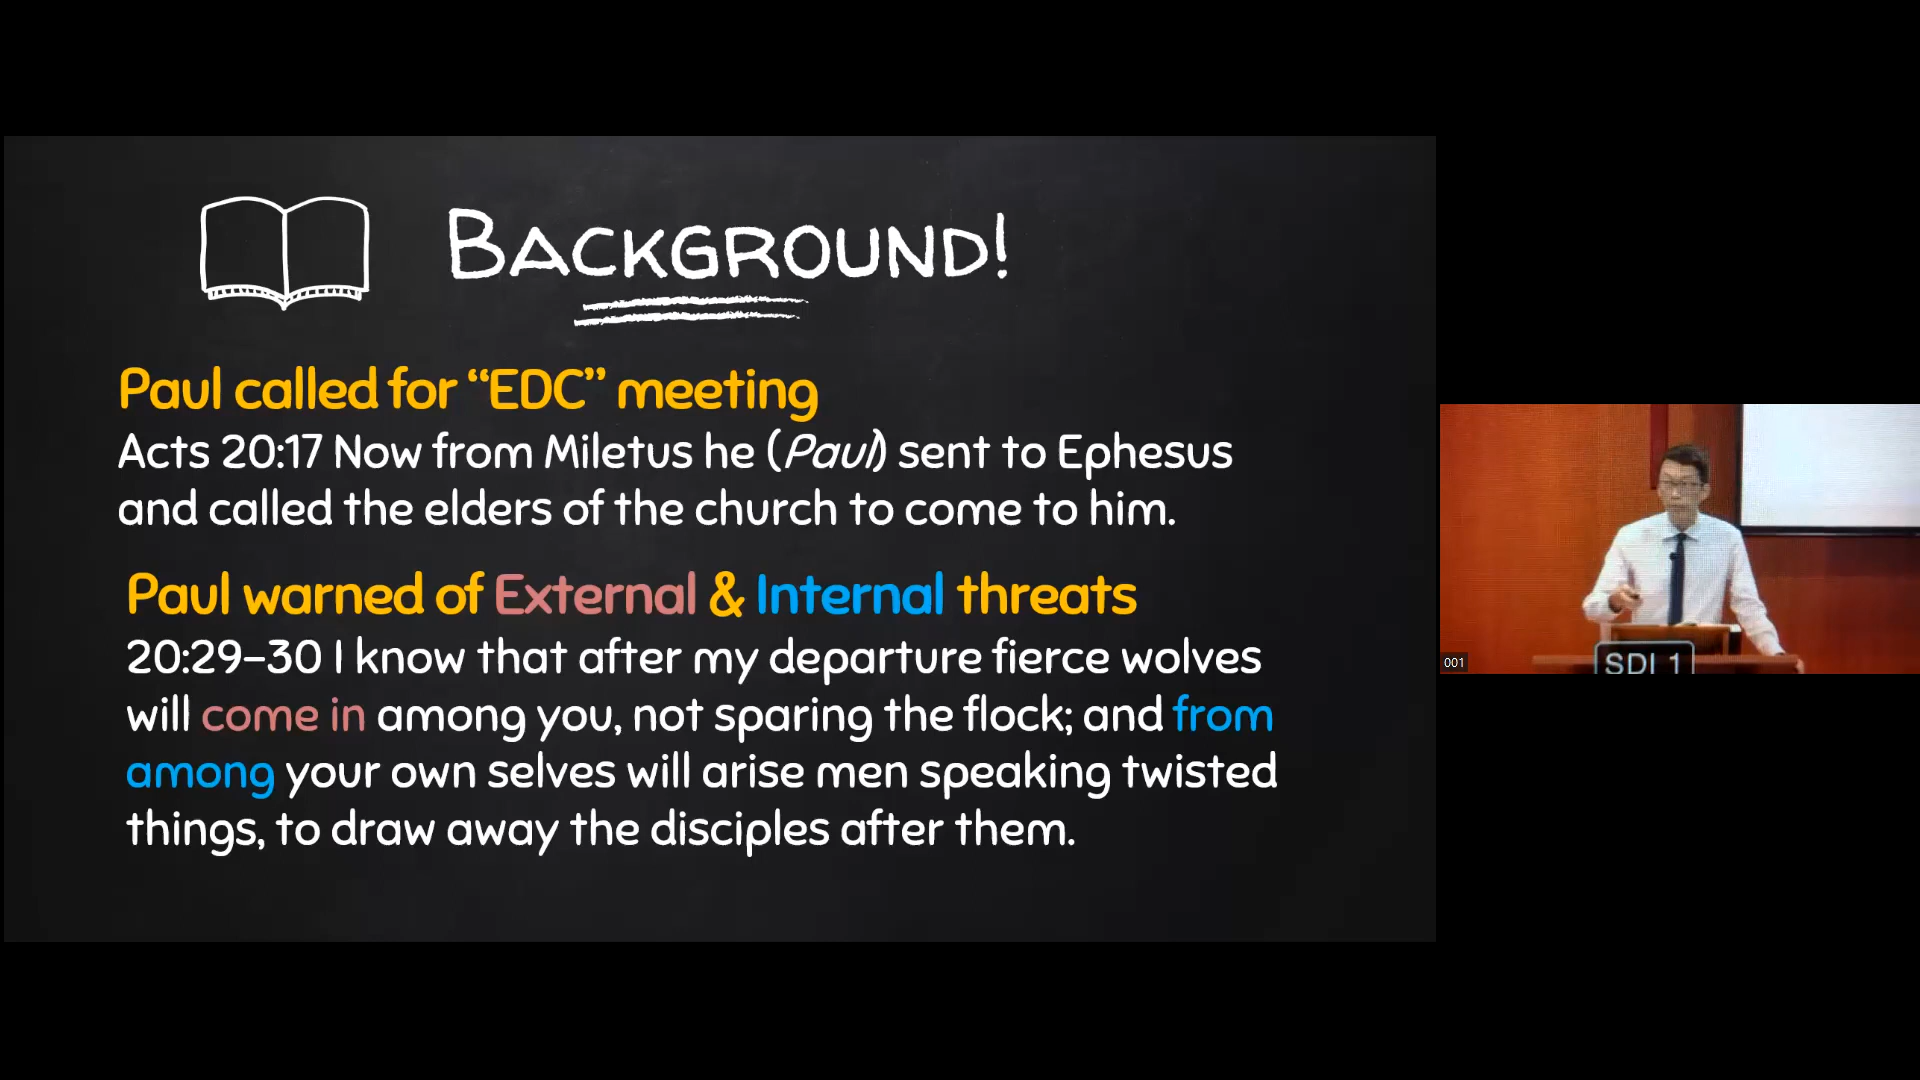 BACKGROUND!
Paul called for “EDC” meeting
Acts 20:17 Now from Miletus he (Paul) sent to Ephesus
and called the elders of the church to come to him.
Paul warned of External & Internal threats
20:29–30 I know that after my departure fierce wolves
will come in among you, not sparing the flock; and from
among your own selves will arise men speaking twisted
things, to draw away the disciples after them.
001
SDL 1